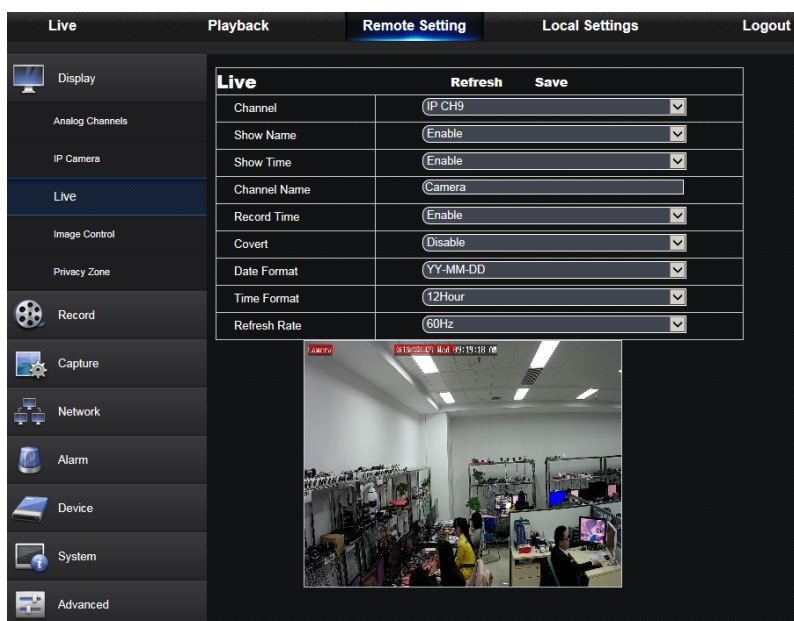 Live Playback Remote Setting Local Settings Logout
Display
Analog Channels
IP Camera
Live
Image Control
Privacy Zone
Record
Capture
Network
Alarm
Device
System
Advanced
Live Refresh Save
Channel IP CH9
Show Name Enable
Show Time Enable
Channel Name Camera
Record Time Enable
Covert Disable
Date Format YY-MM-DD
Time Format 12Hour
Refresh Rate 60Hz
Camera